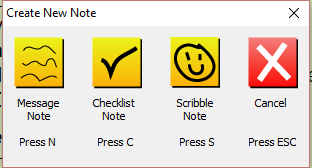 Create New Note
Message Note
Checklist Note
Scribble Note
Cancel
Press N
Press C
Press S
Press ESC